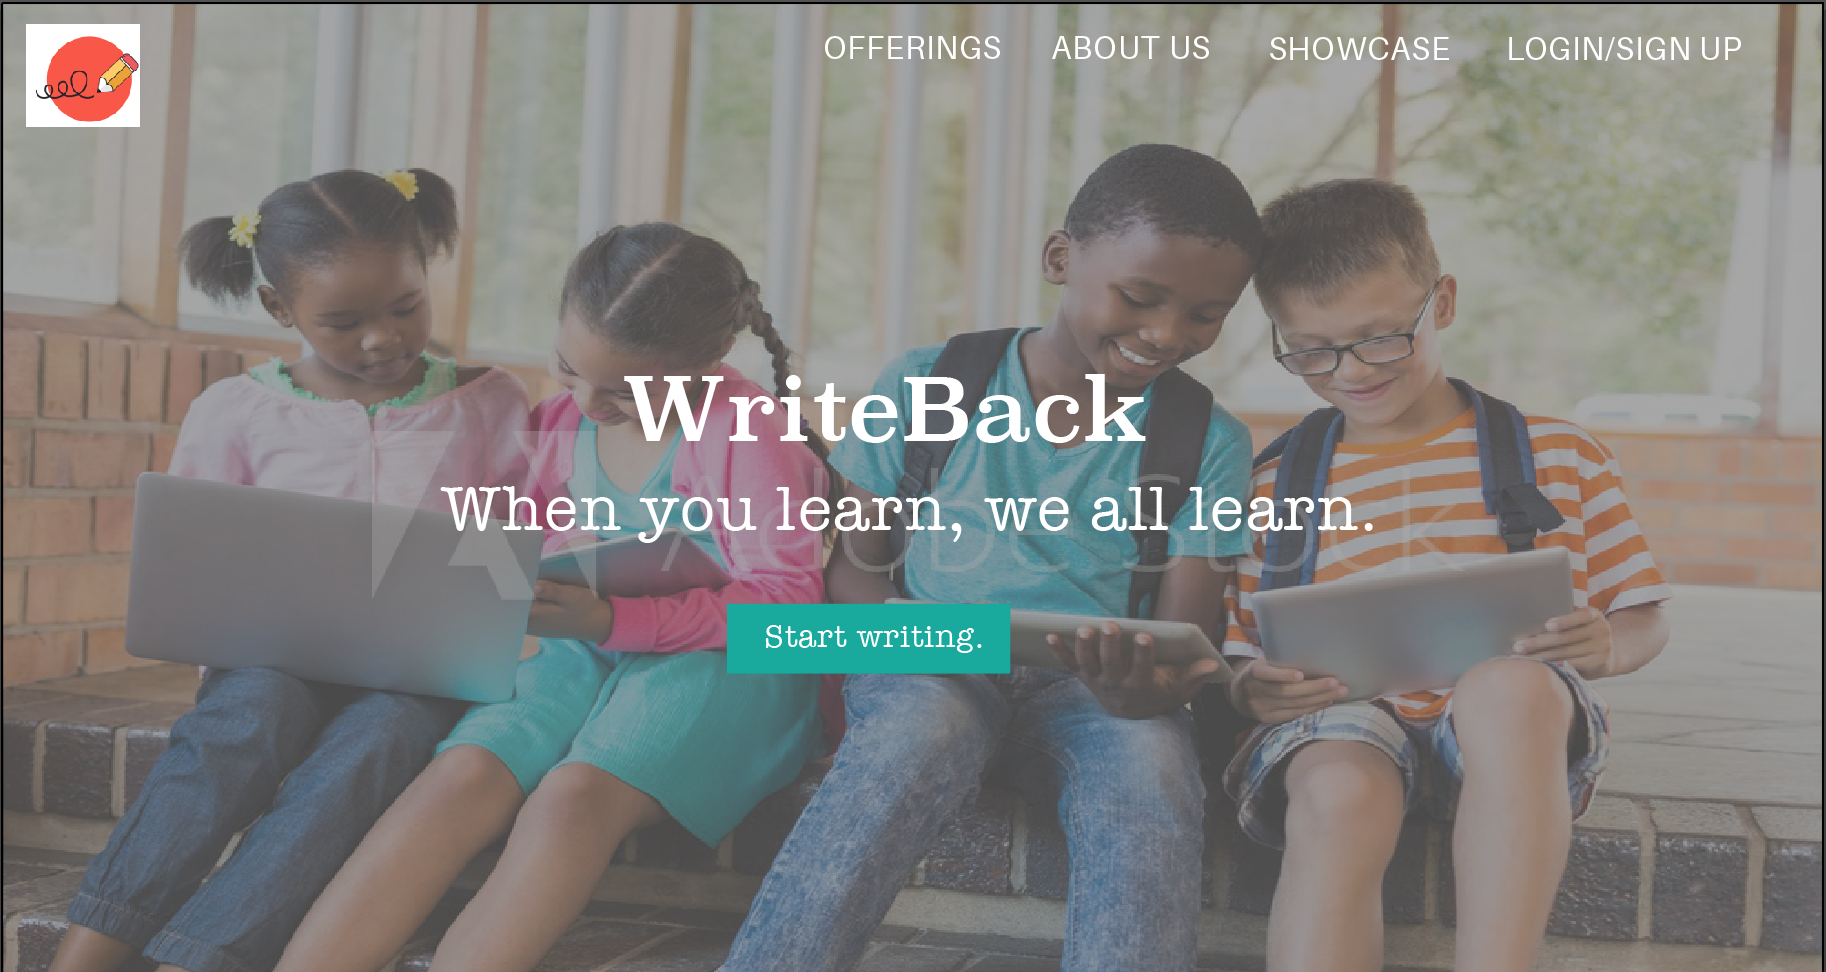 OFFERINGS ABOUT US SHOWCASE LOGIN/SIGN UP
WriteBack
When you learn, we all learn.
Adobe Stock
Start writing.